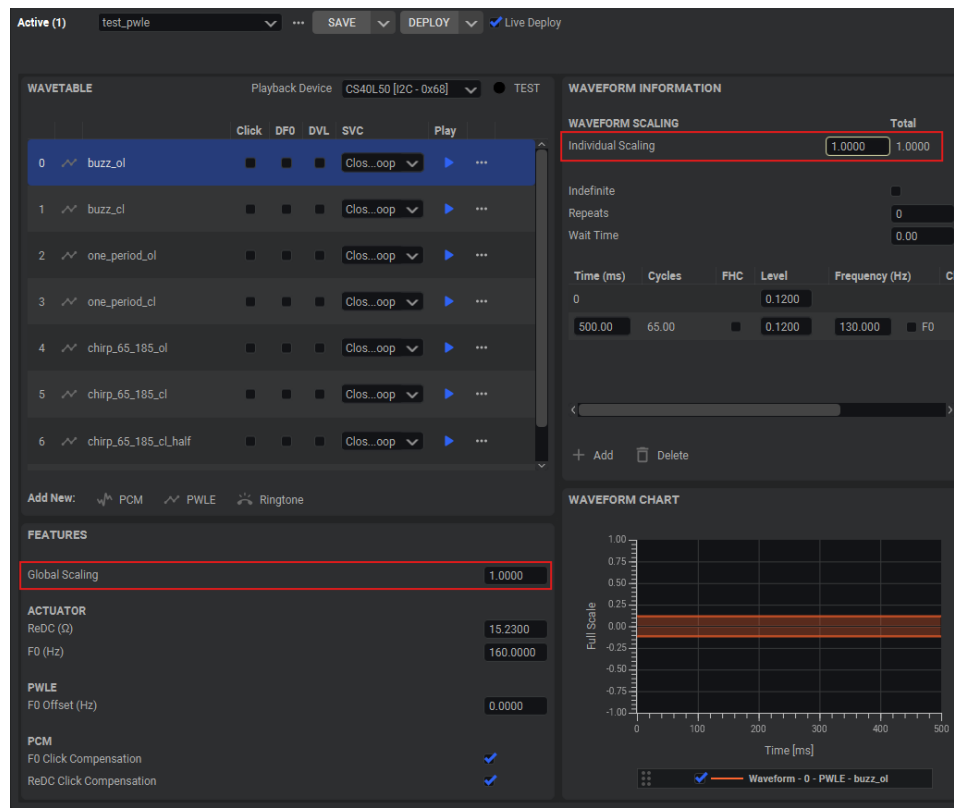 Active (1) test_pwle ... SAVE DEPLOY Live Deploy
WAVETABLE Playback Device CS40L50 [I2C - 0x68] TEST
Click DF0 DVL SVC Play
0 buzz_ol Clos...oop ...
1 buzz_cl Clos...oop ...
2 one_period_ol Clos...oop ...
3 one_period_cl Clos...oop ...
4 chirp_65_185_ol Clos...oop ...
5 chirp_65_185_cl Clos...oop ...
6 chirp_65_185_cl_half Clos...oop ...
Add New: PCM PWLE Ringtone
FEATURES
Global Scaling 1.0000
ACTUATOR
ReDC (Ω) 15.2300
F0 (Hz) 160.0000
PWLE
F0 Offset (Hz) 0.0000
PCM
F0 Click Compensation
ReDC Click Compensation
WAVEFORM INFORMATION
WAVEFORM SCALING Total
Individual Scaling 1.0000 1.0000
Indefinite
Repeats 0
Wait Time 0.00
Time (ms) Cycles FHC Level Frequency (Hz) C
0 0.1200
500.00 65.00 0.1200 130.000 F0
+ Add Delete
WAVEFORM CHART
Full Scale
1.00
0.75
0.50
0.25
0.00
-0.25
-0.50
-0.75
-1.00
0 100 200 300 400 500
Time [ms]
Waveform - 0 - PWLE - buzz_ol